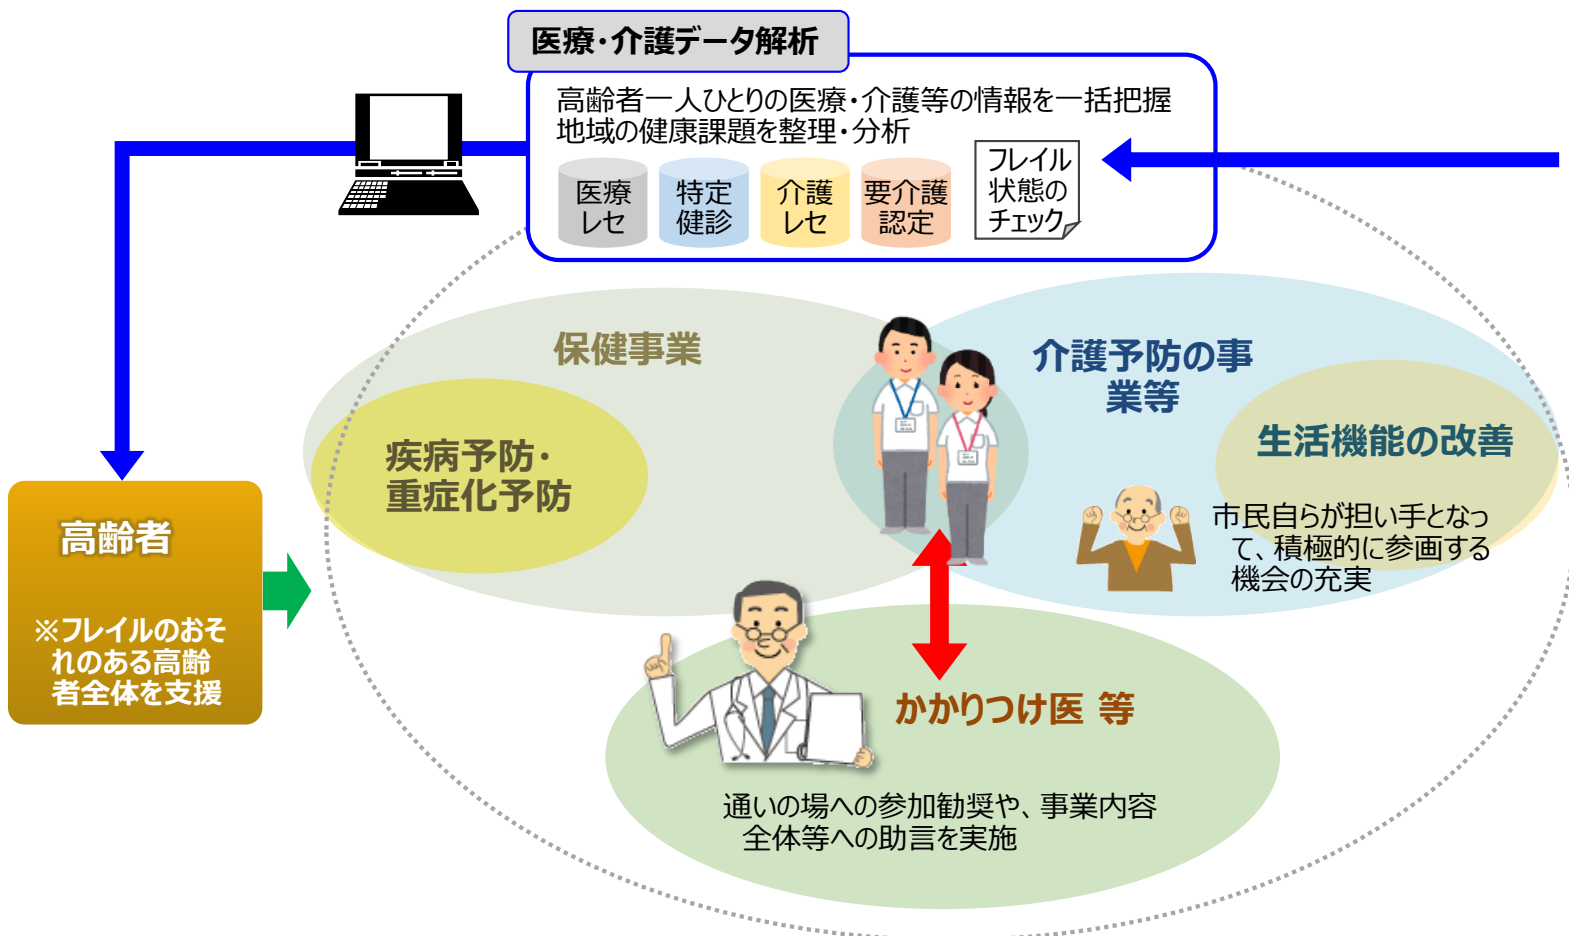 医療・介護データ解析
高齢者一人ひとりの医療・介護等の情報を一括把握
地域の健康課題を整理・分析
医療
レセ
特定
健診
介護
レセ
要介護
認定
フレイル
状態の
チェック
保健事業
介護予防の事
業等
疾病予防・
重症化予防
生活機能の改善
市民自らが担い手となっ
て、積極的に参画する
機会の充実
高齢者
※フレイルのおそ
れのある高齢
者全体を支援
かかりつけ医 等
通いの場への参加勧奨や、事業内容
全体等への助言を実施